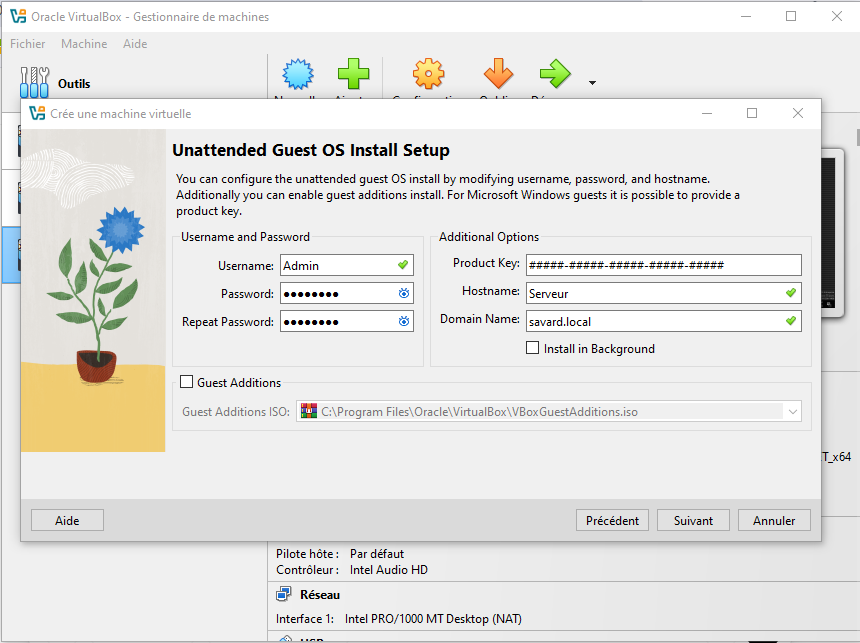 Oracle VirtualBox - Gestionnaire de machines
Fichier Machine Aide
Outils
Crée une machine virtuelle
Unattended Guest OS Install Setup
You can configure the unattended guest OS install by modifying username, password, and hostname.
Additionally you can enable guest additions install. For Microsoft Windows guests it is possible to provide a
product key.
Username and Password
Username: Admin
Password: ●●●●●●●●
Repeat Password: ●●●●●●●●
Additional Options
Product Key: #####-#####-#####-#####-#####
Hostname: Serveur
Domain Name: savard.local
Install in Background
Guest Additions
Guest Additions ISO: C:\Program Files\Oracle\VirtualBox\VBoxGuestAdditions.iso
T_x64
Aide Précédent Suivant Annuler
Pilote hôte : Par défaut
Contrôleur : Intel Audio HD
Réseau
Interface 1: Intel PRO/1000 MT Desktop (NAT)